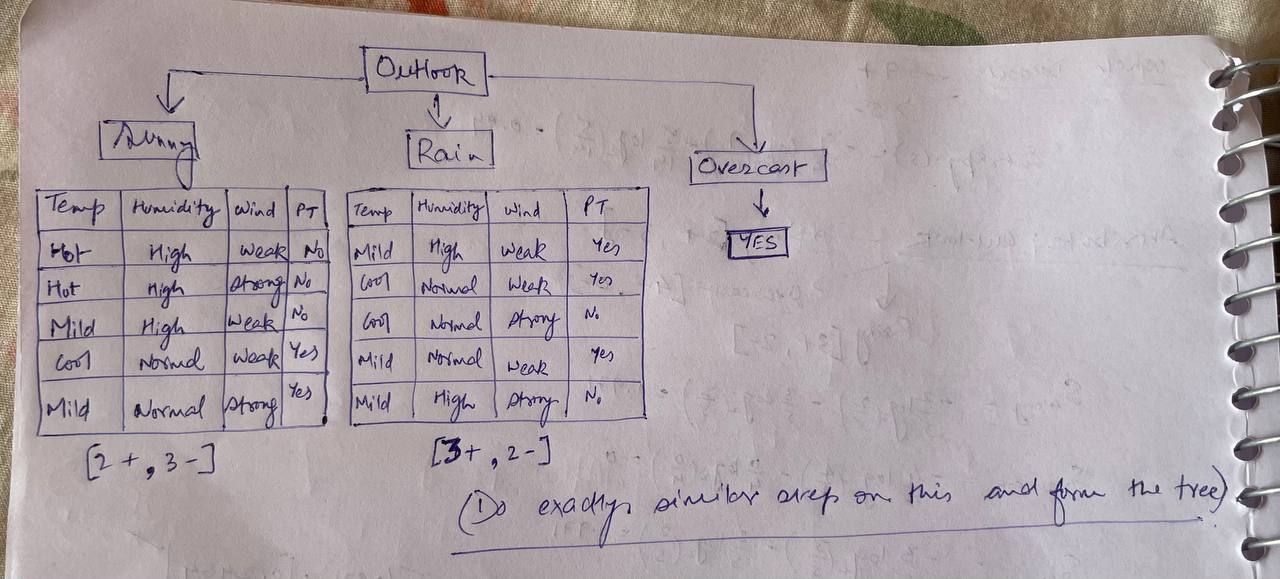 Outlook
Sunny
Rain
Overcast
YES
Temp Humidity Wind PT
Hot High Weak No
Hot High Strong No
Mild High Weak No
Cool Normal Weak Yes
Mild Normal Strong Yes
[2+, 3-]
Temp Humidity Wind PT
Mild High Weak Yes
Cool Normal Weak Yes
Cool Normal Strong No
Mild Normal Weak Yes
Mild High Strong No
[3+, 2-]
(Do exactly similar step on this and form the tree)